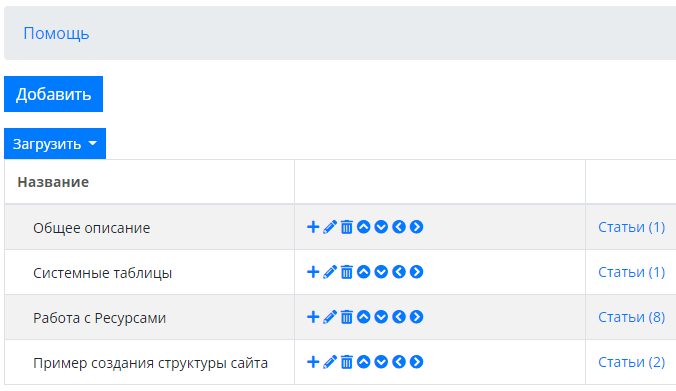 Помощь
Добавить
Загрузить
Название
Общее описание Статьи (1)
Системные таблицы Статьи (1)
Работа с Ресурсами Статьи (8)
Пример создания структуры сайта Статьи (2)